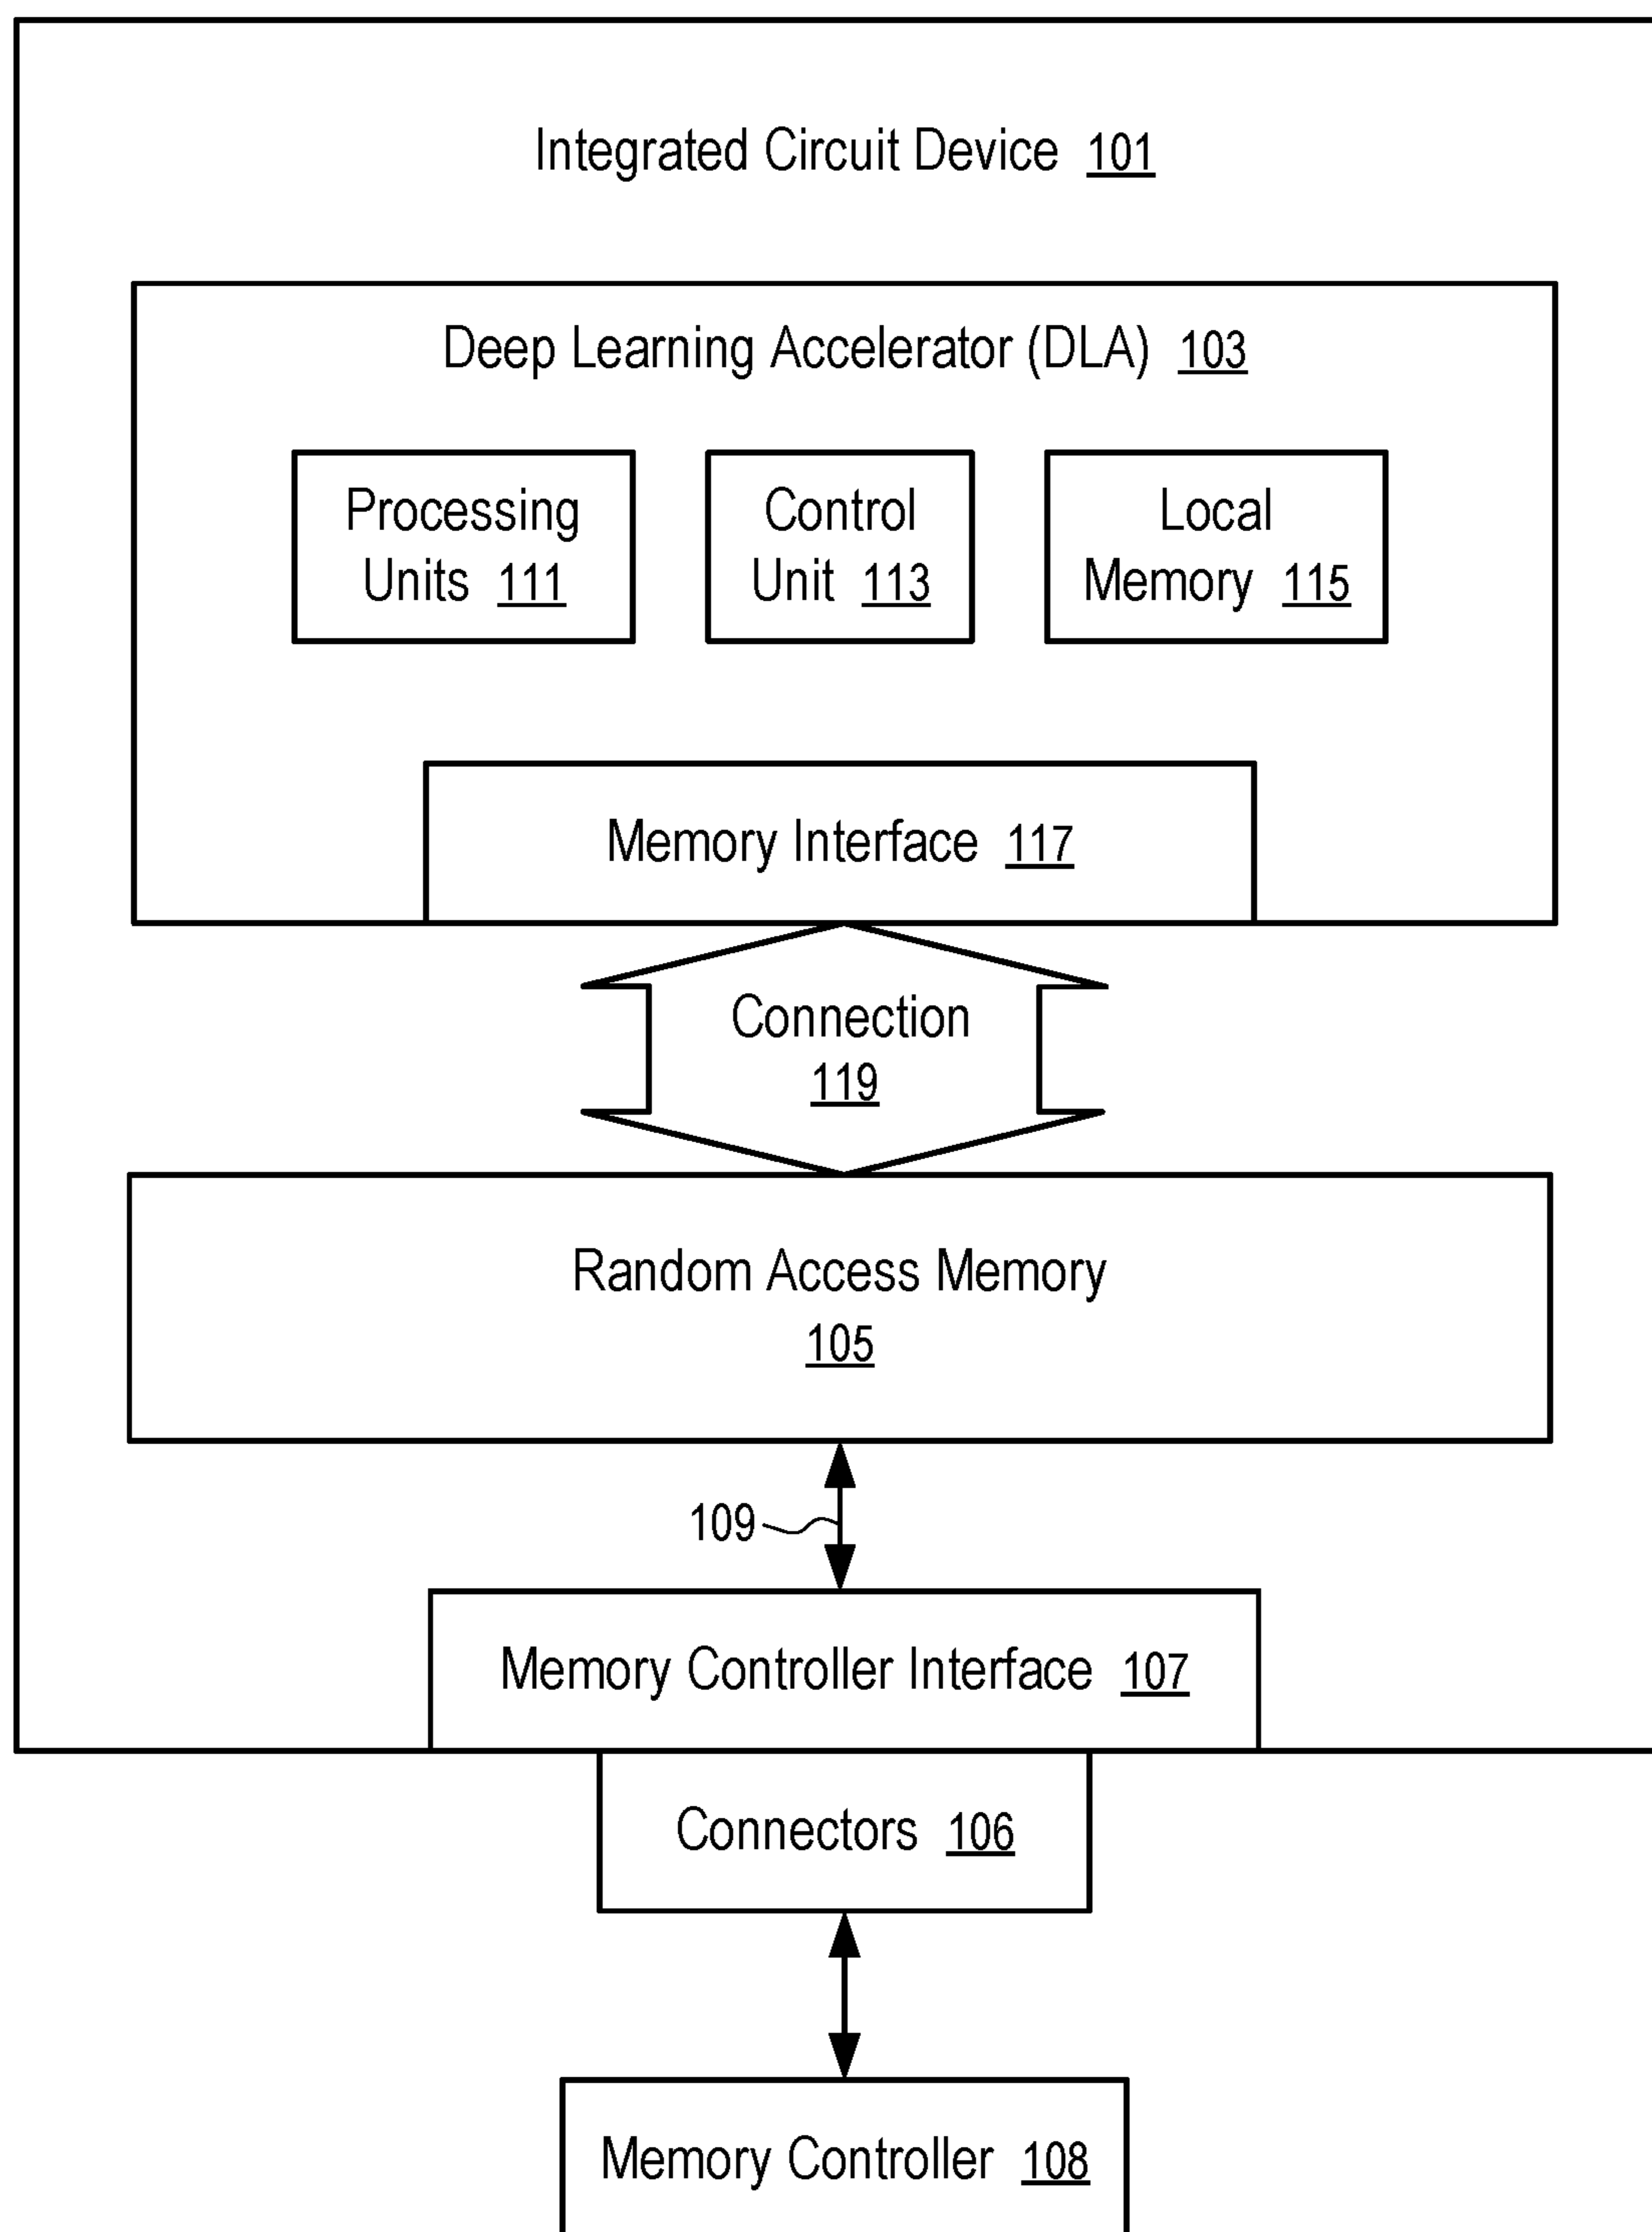 Integrated Circuit Device 101
Deep Learning Accelerator (DLA) 103
Processing
Units 111
Control
Unit 113
Local
Memory 115
Memory Interface 117
Connection
119
Random Access Memory
105
109
Memory Controller Interface 107
Connectors 106
Memory Controller 108